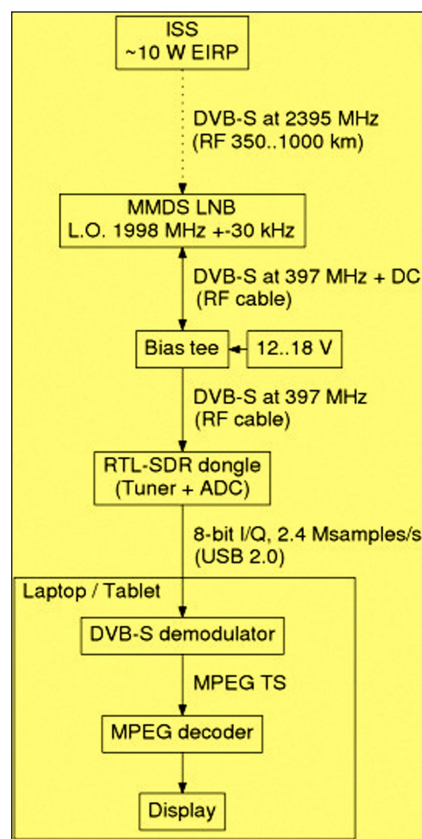 ISS
~10 W EIRP
DVB-S at 2395 MHz
(RF 350..1000 km)
MMDS LNB
L.O. 1998 MHz +-30 kHz
DVB-S at 397 MHz + DC
(RF cable)
Bias tee
12..18 V
DVB-S at 397 MHz
(RF cable)
RTL-SDR dongle
(Tuner + ADC)
8-bit I/Q, 2.4 Msamples/s
(USB 2.0)
Laptop / Tablet
DVB-S demodulator
MPEG TS
MPEG decoder
Display